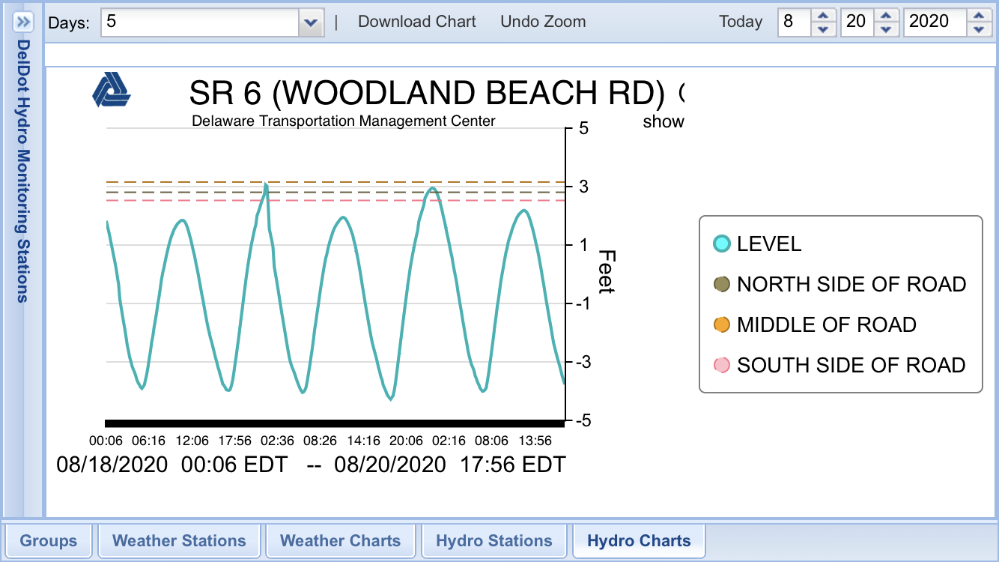 Days: 5 | Download Chart Undo Zoom Today 8 20 2020
DelDot Hydro Monitoring Stations
SR 6 (WOODLAND BEACH RD)
Delaware Transportation Management Center show
5
3
1
-1
-3
-5
Feet
LEVEL
NORTH SIDE OF ROAD
MIDDLE OF ROAD
SOUTH SIDE OF ROAD
00:06 06:16 12:06 17:56 02:36 08:26 14:16 20:06 02:16 08:06 13:56
08/18/2020 00:06 EDT -- 08/20/2020 17:56 EDT
Groups Weather Stations Weather Charts Hydro Stations Hydro Charts